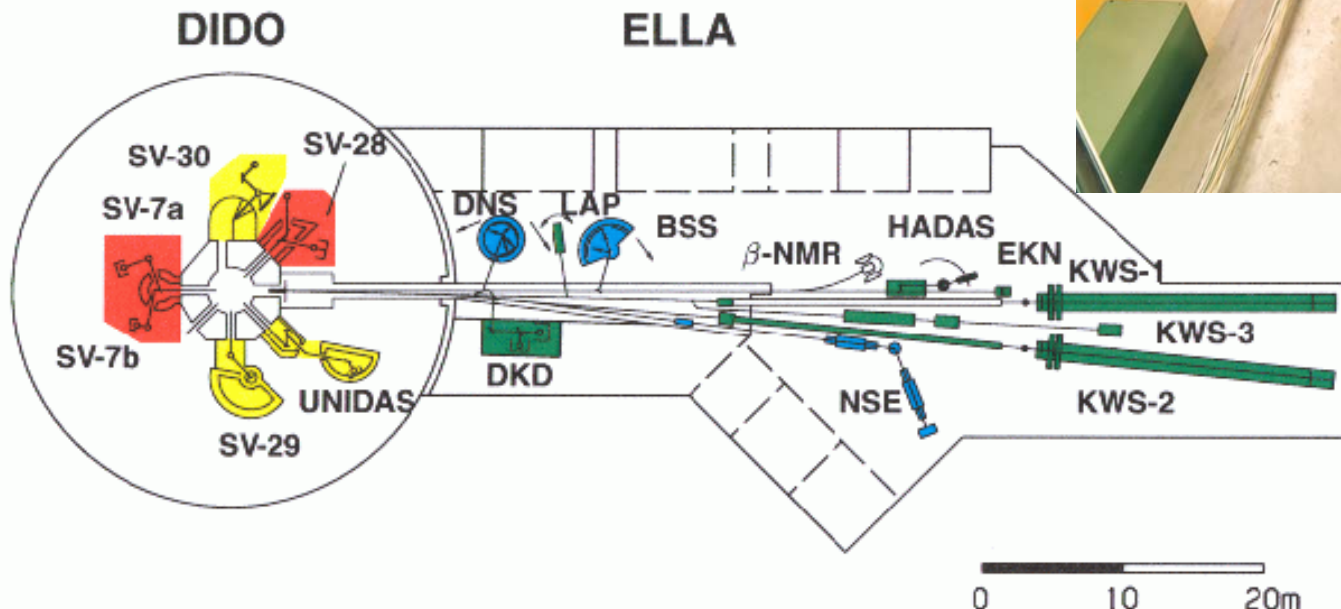 DIDO
ELLA
SV-30
SV-28
SV-7a
DNS
LAP
BSS
HADAS
β-NMR
EKN
KWS-1
KWS-3
SV-7b
UNIDAS
DKD
NSE
KWS-2
SV-29
0 10 20m